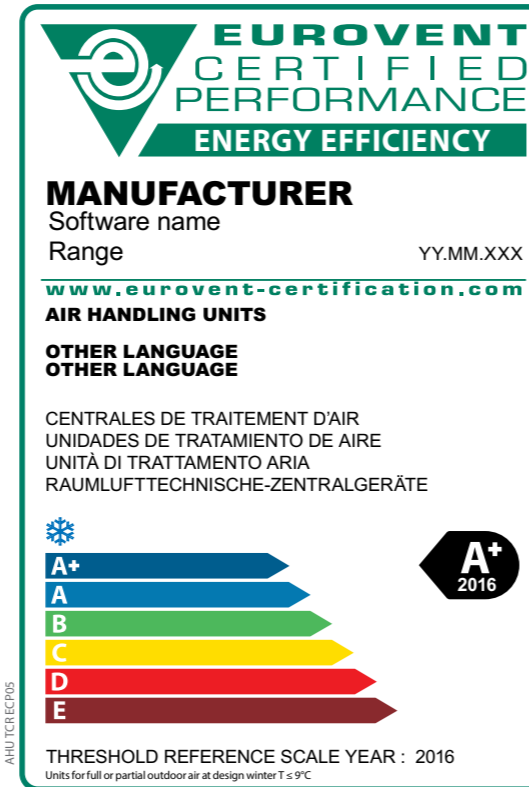 EUROVENT
CERTIFIED
PERFORMANCE
ENERGY EFFICIENCY
MANUFACTURER
Software name
Range YY.MM.XXX
www.eurovent-certification.com
AIR HANDLING UNITS
OTHER LANGUAGE
OTHER LANGUAGE
CENTRALES DE TRAITEMENT D'AIR
UNIDADES DE TRATAMIENTO DE AIRE
UNITÀ DI TRATTAMENTO ARIA
RAUMLUFTTECHNISCHE-ZENTRALGERÄTE
A+
A
B
C
D
E
A+
2016
THRESHOLD REFERENCE SCALE YEAR : 2016
Units for full or partial outdoor air at design winter T ≤ 9°C
AHU TCR ECP05